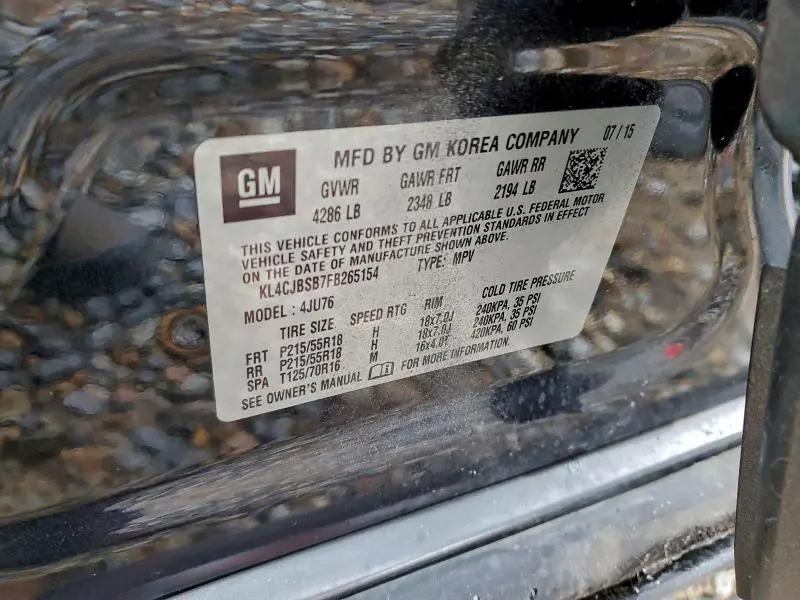 GM
MFD BY GM KOREA COMPANY 07/15
GVWR GAWR FRT GAWR RR
4286 LB 2348 LB 2194 LB
THIS VEHICLE CONFORMS TO ALL APPLICABLE U.S. FEDERAL MOTOR
VEHICLE SAFETY AND THEFT PREVENTION STANDARDS IN EFFECT
ON THE DATE OF MANUFACTURE SHOWN ABOVE.
KL4CJBSB7FB265154 TYPE: MPV
MODEL: 4JU76
TIRE SIZE SPEED RTG RIM COLD TIRE PRESSURE
FRT P215/55R18 H 18x7.0J 240KPA, 35 PSI
RR P215/55R18 H 18x7.0J 240KPA, 35 PSI
SPA T125/70R16 M 16x4.0T 420KPA, 60 PSI
SEE OWNER'S MANUAL FOR MORE INFORMATION.